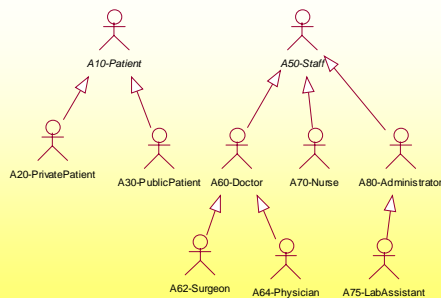 A10-Patient
A50-Staff
A20-PrivatePatient
A30-PublicPatient
A60-Doctor
A70-Nurse
A80-Administrator
A62-Surgeon
A64-Physician
A75-LabAssistant